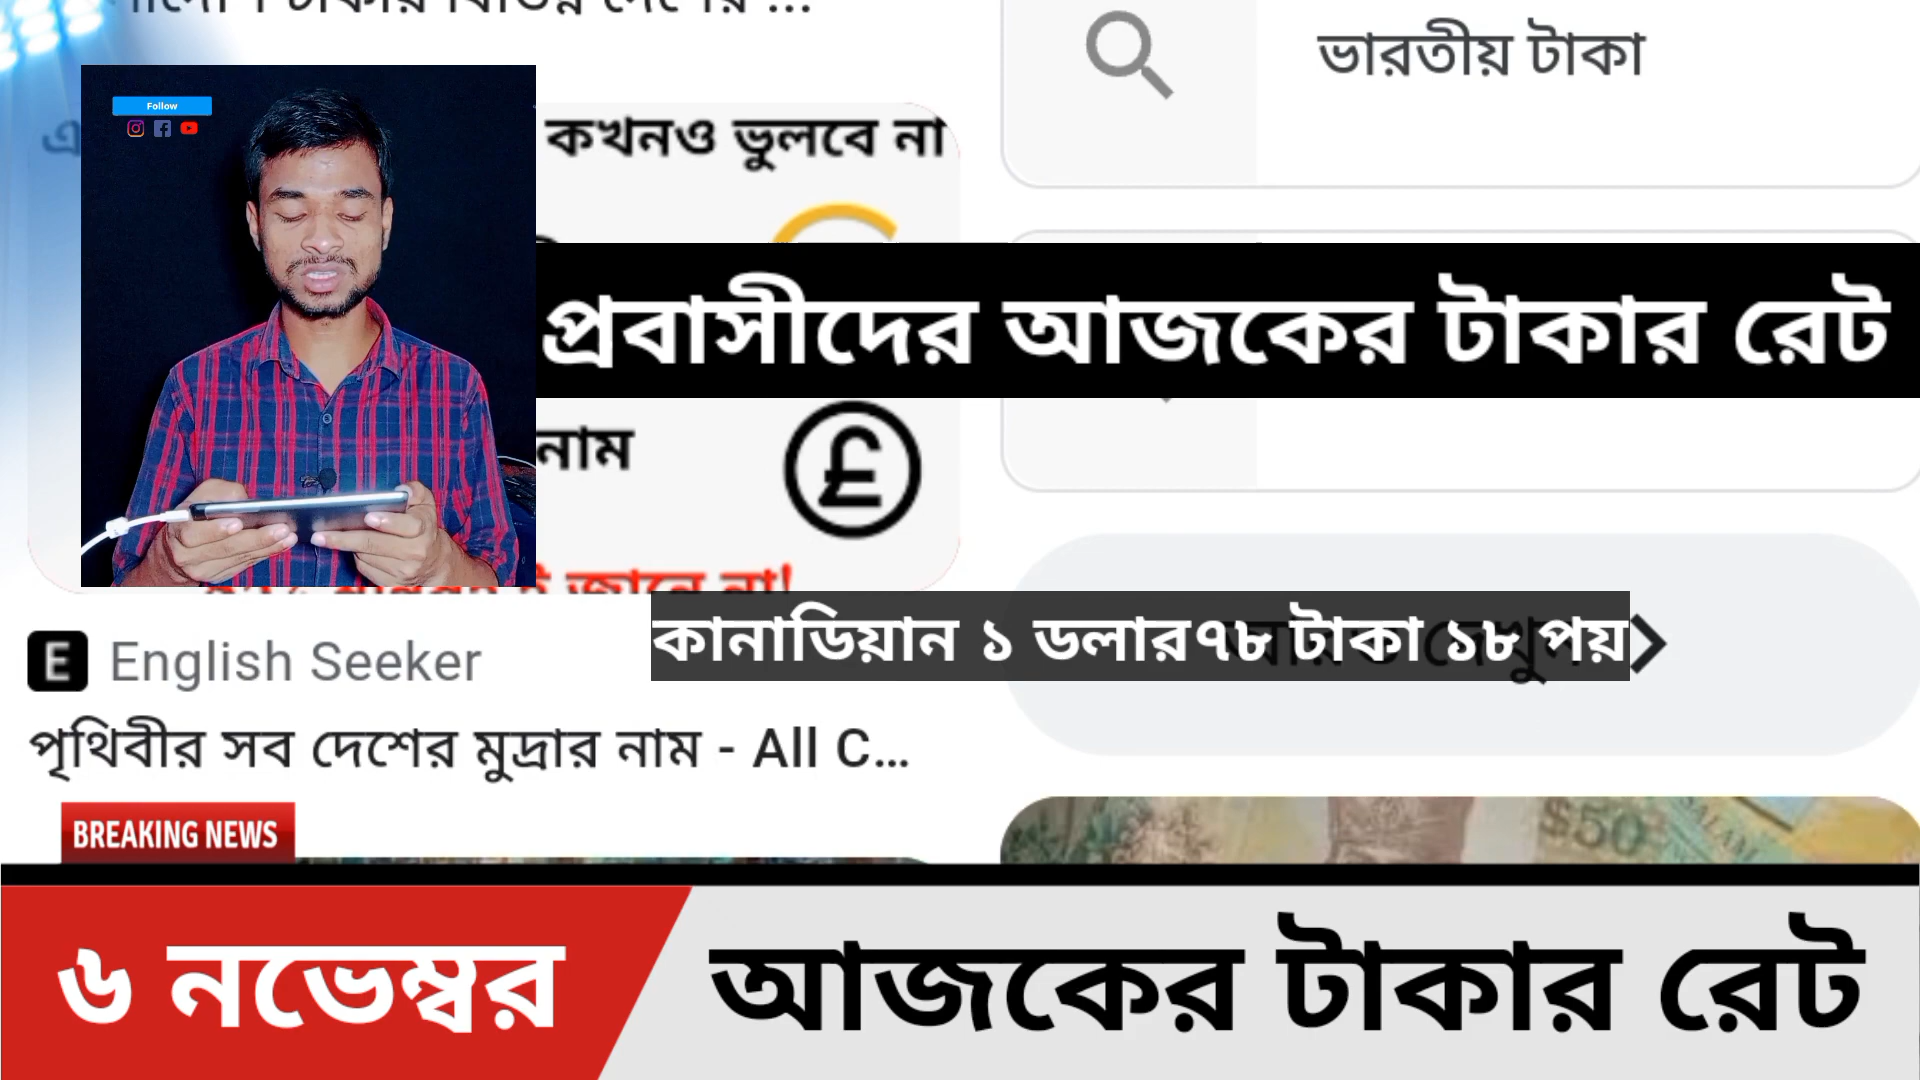 ভারতীয় টাকা
Follow
কখনও ভুলবে না
প্রবাসীদের আজকের টাকার রেট
নাম
জানে না!
কানাডিয়ান ১ ডলার৭৮ টাকা ১৮ পয়
E English Seeker
পৃথিবীর সব দেশের মুদ্রার নাম - All C...
$50
BREAKING NEWS
৬ নভেম্বর
আজকের টাকার রেট